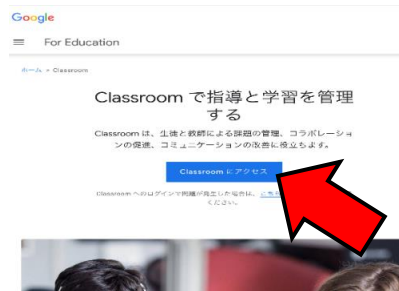 Google
For Education
ホーム > Classroom
Classroom で指導と学習を管理
する
Classroom は、生徒と教師による課題の管理、コラボレーショ
ンの促進、コミュニケーションの改善に役立ちます。
Classroom にアクセス
Classroom へのログインで問題が発生した場合は、こちら
ください。